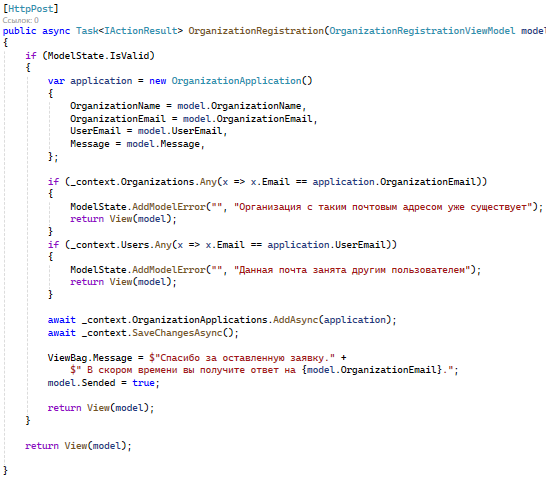 [HttpPost]
Ссылок: 0
public async Task<IActionResult> OrganizationRegistration(OrganizationRegistrationViewModel model
{
if (ModelState.IsValid)
{
var application = new OrganizationApplication()
{
OrganizationName = model.OrganizationName,
OrganizationEmail = model.OrganizationEmail,
UserEmail = model.UserEmail,
Message = model.Message,
};
if (_context.Organizations.Any(x => x.Email == application.OrganizationEmail))
{
ModelState.AddModelError("", "Организация с таким почтовым адресом уже существует");
return View(model);
}
if (_context.Users.Any(x => x.Email == application.UserEmail))
{
ModelState.AddModelError("", "Данная почта занята другим пользователем");
return View(model);
}
await _context.OrganizationApplications.AddAsync(application);
await _context.SaveChangesAsync();
ViewBag.Message = $"Спасибо за оставленную заявку." +
$" В скором времени вы получите ответ на {model.OrganizationEmail}.";
model.Sended = true;
return View(model);
}
return View(model);
}